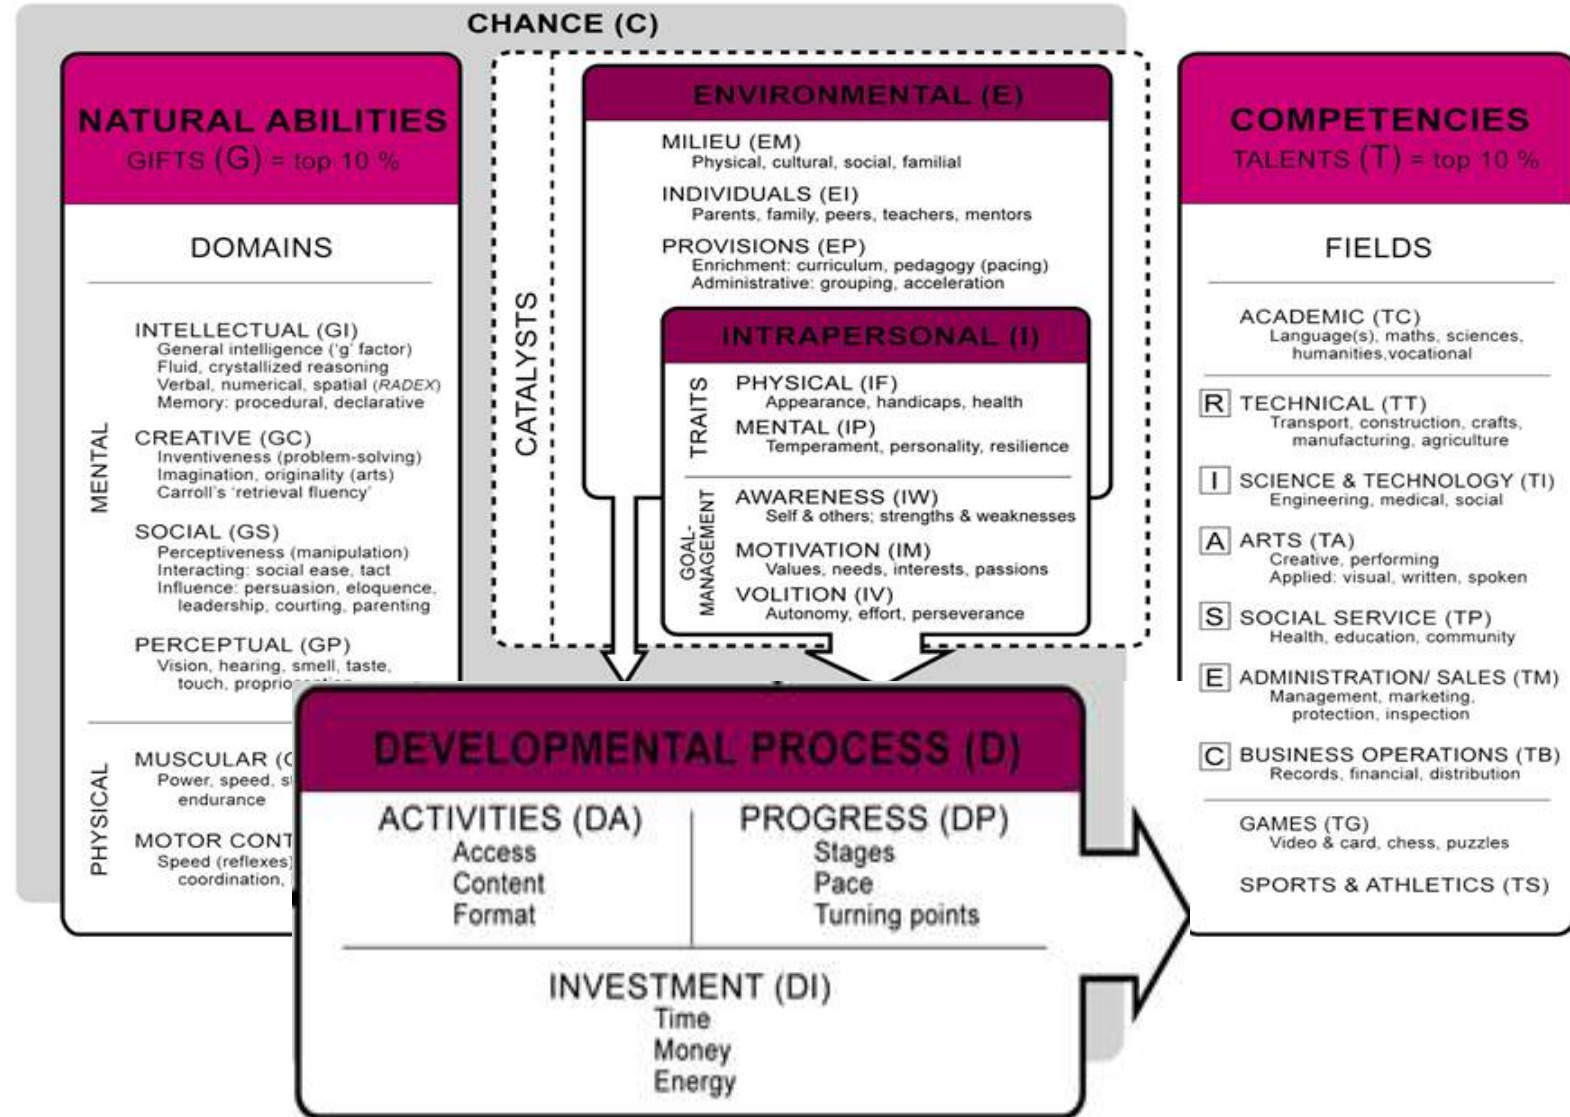 CHANCE (C)
NATURAL ABILITIES
GIFTS (G) = top 10 %
DOMAINS
MENTAL
INTELLECTUAL (GI)
General intelligence (‘g’ factor)
Fluid, crystallized reasoning
Verbal, numerical, spatial (RADEX)
Memory: procedural, declarative
CREATIVE (GC)
Inventiveness (problem-solving)
Imagination, originality (arts)
Carroll’s ‘retrieval fluency’
SOCIAL (GS)
Perceptiveness (manipulation)
Interacting: social ease, tact
Influence: persuasion, eloquence,
leadership, courting, parenting
PERCEPTUAL (GP)
Vision, hearing, smell, taste,
touch,
PHYSICAL
MUSCULAR
Power, speed,
endurance
MOTOR
Speed (reflexes)
coordination,
CATALYSTS
ENVIRONMENTAL (E)
MILIEU (EM)
Physical, cultural, social, familial
INDIVIDUALS (EI)
Parents, family, peers, teachers, mentors
PROVISIONS (EP)
Enrichment: curriculum, pedagogy (pacing)
Administrative: grouping, acceleration
INTRAPERSONAL (I)
TRAITS
PHYSICAL (IF)
Appearance, handicaps, health
MENTAL (IP)
Temperament, personality, resilience
GOAL-
MANAGEMENT
AWARENESS (IW)
Self & others; strengths & weaknesses
MOTIVATION (IM)
Values, needs, interests, passions
VOLITION (IV)
Autonomy, effort, perseverance
DEVELOPMENTAL PROCESS (D)
ACTIVITIES (DA)
Access
Content
Format
PROGRESS (DP)
Stages
Pace
Turning points
INVESTMENT (DI)
Time
Money
Energy
COMPETENCIES
TALENTS (T) = top 10 %
FIELDS
ACADEMIC (TC)
Language(s), maths, sciences,
humanities,vocational
R TECHNICAL (TT)
Transport, construction, crafts,
manufacturing, agriculture
I SCIENCE & TECHNOLOGY (TI)
Engineering, medical, social
A ARTS (TA)
Creative, performing
Applied: visual, written, spoken
S SOCIAL SERVICE (TP)
Health, education, community
E ADMINISTRATION/ SALES (TM)
Management, marketing,
protection, inspection
C BUSINESS OPERATIONS (TB)
Records, financial, distribution
GAMES (TG)
Video & card, chess, puzzles
SPORTS & ATHLETICS (TS)